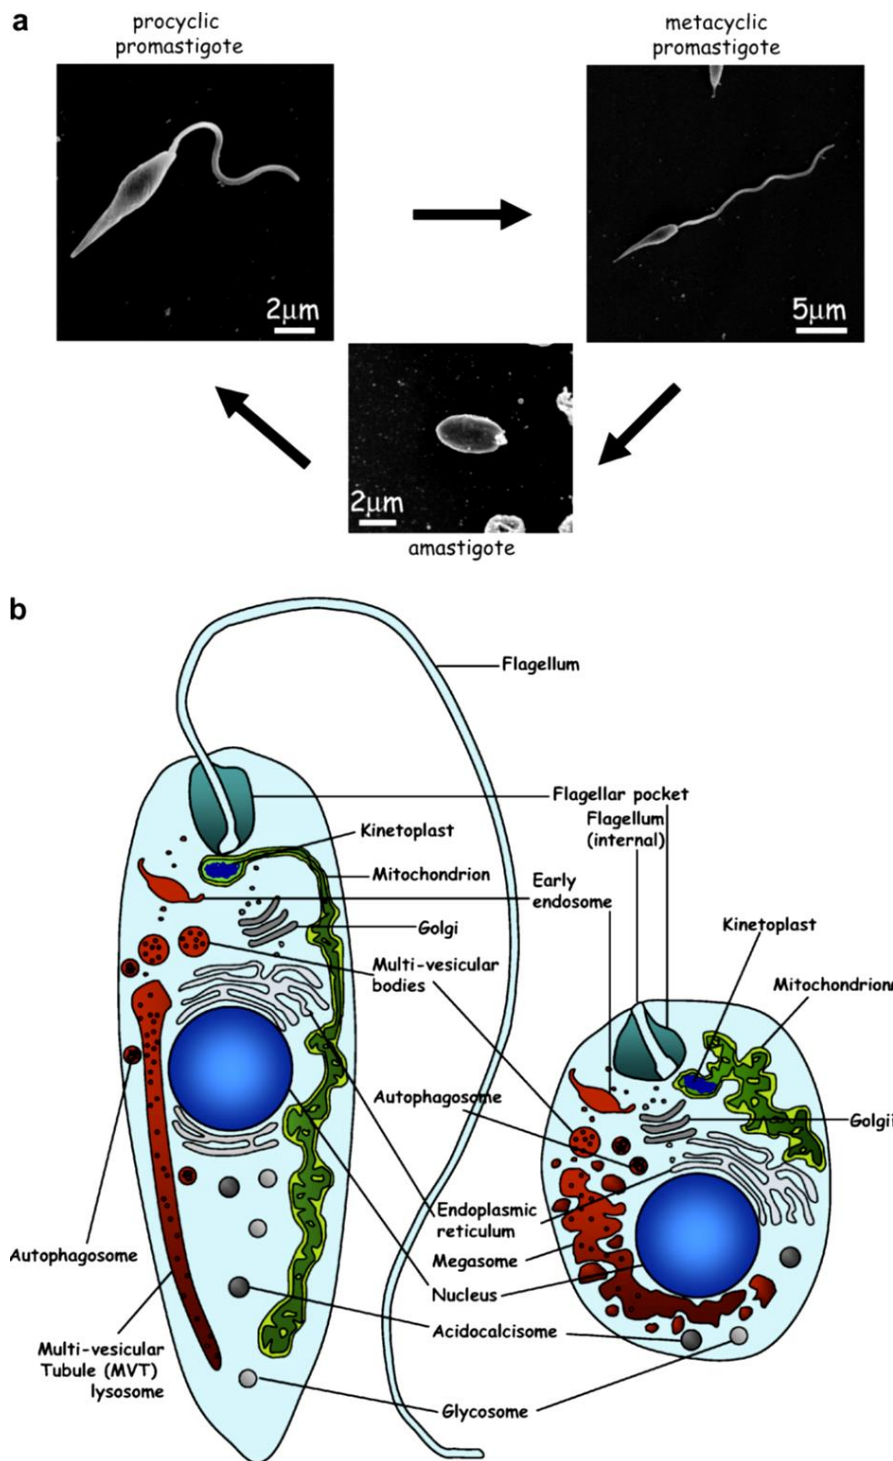 a
procyclic
promastigote
metacyclic
promastigote
2μm
5μm
2μm
amastigote
b
Flagellum
Flagellar pocket
Flagellum
(internal)
Kinetoplast
Mitochondrion
Early
endosome
Golgi
Kinetoplast
Multi-vesicular
bodies
Mitochondrion
Autophagosome
Golgi
Endoplasmic
reticulum
Autophagosome
Megasome
Nucleus
Acidocalcisome
Multi-vesicular
Tubule (MVT)
lysosome
Glycosome